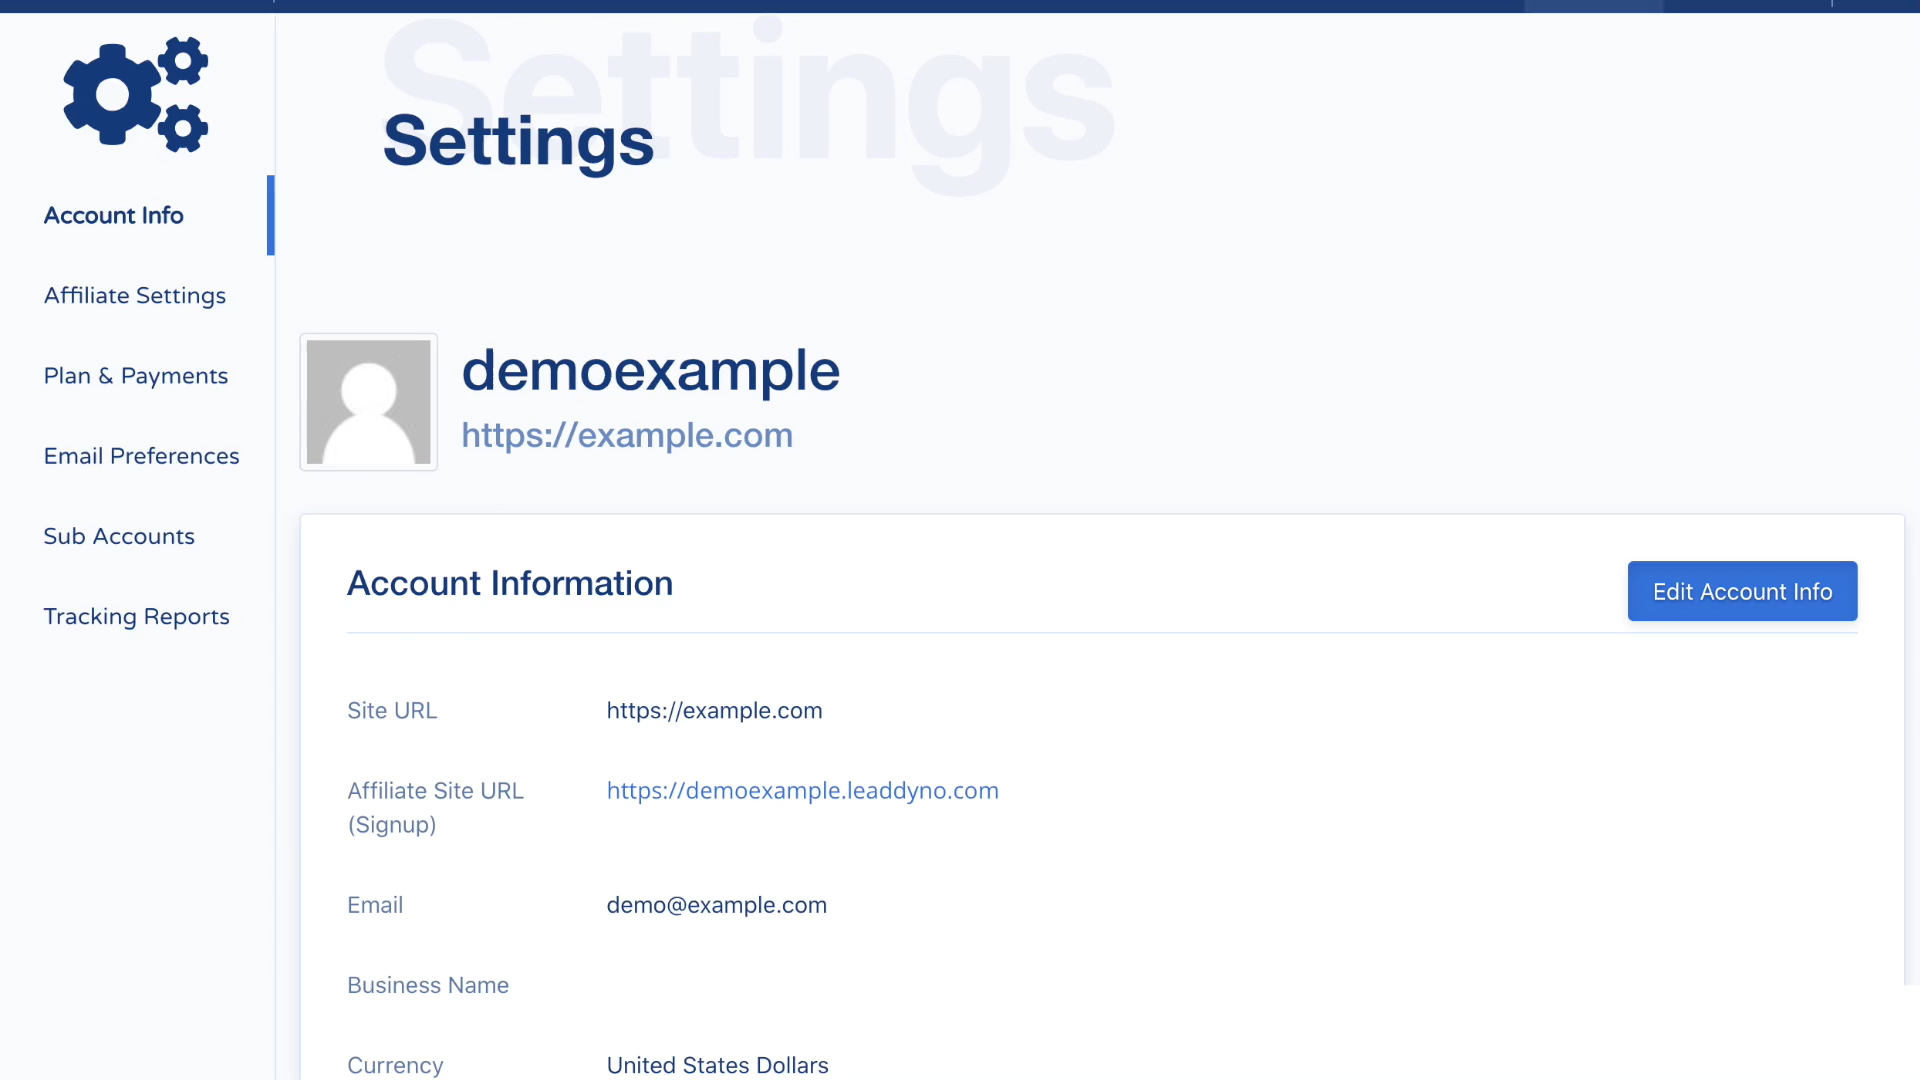 Settings
Settings
Account Info
Affiliate Settings
Plan & Payments
Email Preferences
Sub Accounts
Tracking Reports
demoexample
https://example.com
Account Information
Edit Account Info
Site URL
https://example.com
Affiliate Site URL
(Signup)
https://demoexample.leaddyno.com
Email
demo@example.com
Business Name
Currency
United States Dollars